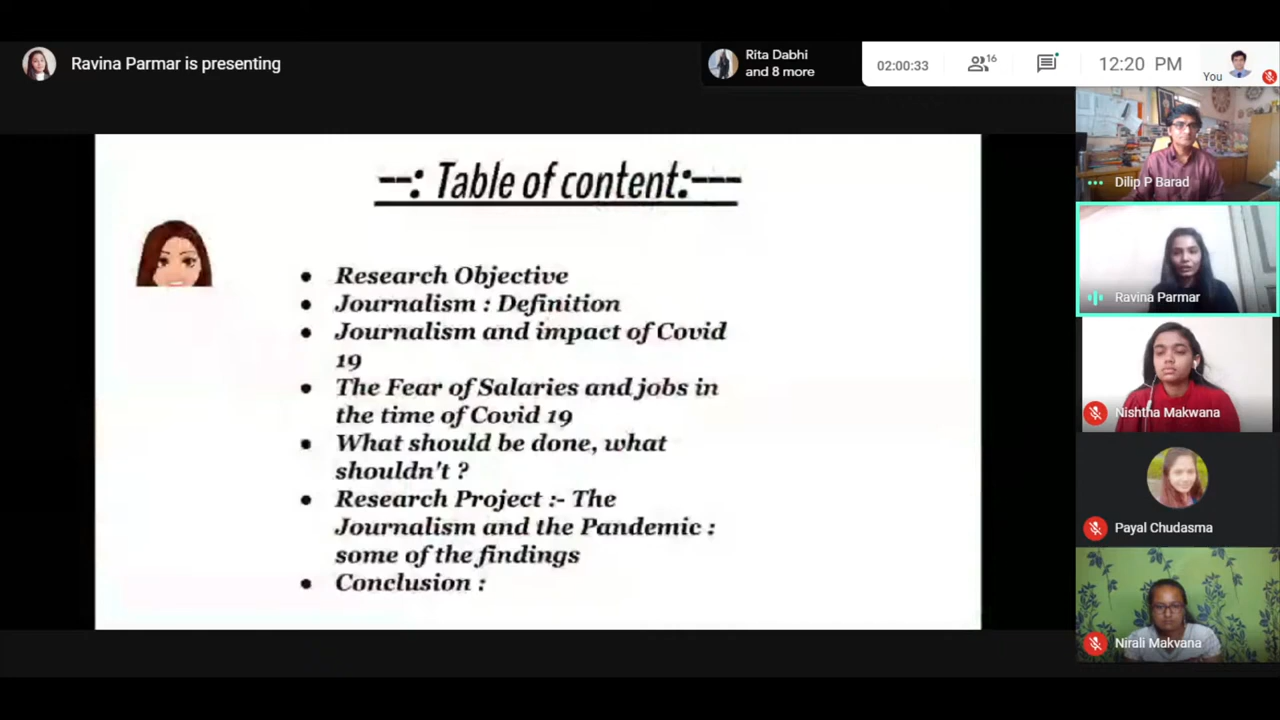 Ravina Parmar is presenting
Rita Dabhi
and 8 more
02:00:33
16
12:20 PM
You
--: Table of content:---
• Research Objective
• Journalism : Definition
• Journalism and impact of Covid
19
• The Fear of Salaries and jobs in
the time of Covid 19
• What should be done, what
shouldn't ?
• Research Project :- The
Journalism and the Pandemic :
some of the findings
• Conclusion :
Dilip P Barad
Ravina Parmar
Nishtha Makwana
Payal Chudasma
Nirali Makvana